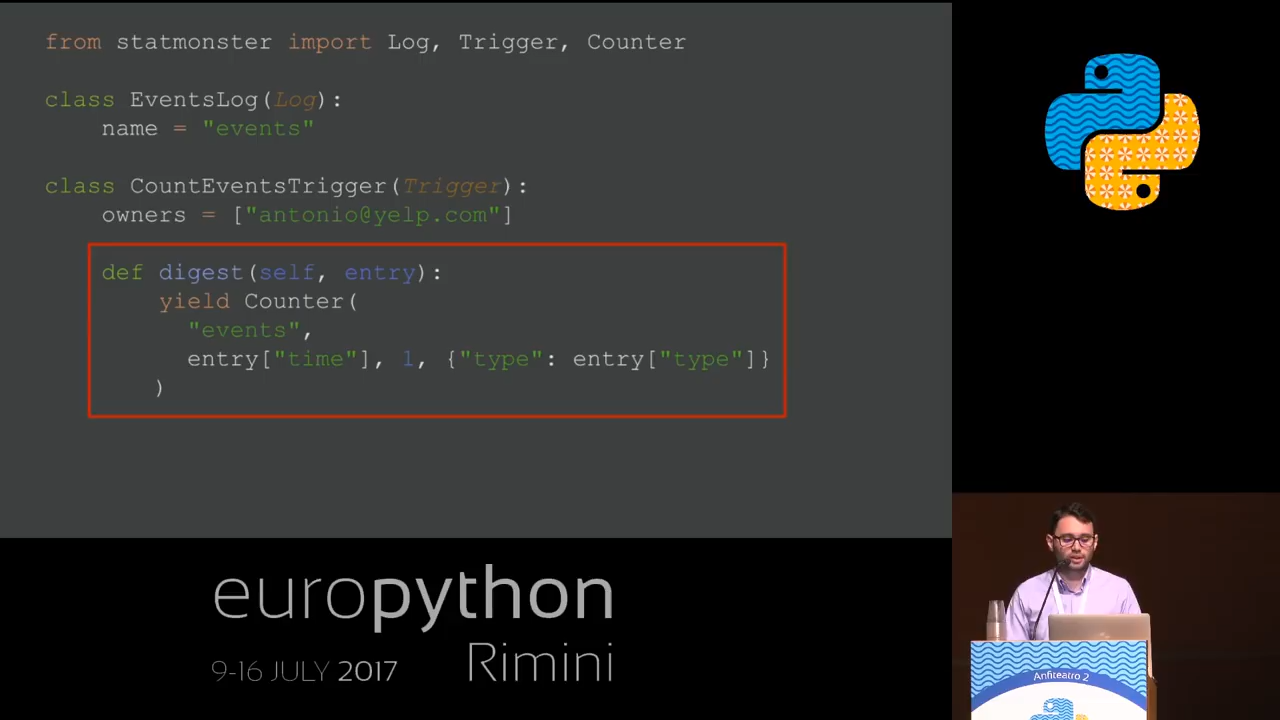 from statmonster import Log, Trigger, Counter
class EventsLog(Log):
name = "events"
class CountEventsTrigger(Trigger):
owners = ["antonio@yelp.com"]
def digest(self, entry):
yield Counter(
"events",
entry["time"], 1, {"type": entry["type"]}
)
europython
9-16 JULY 2017 Rimini
Anfiteatro 2